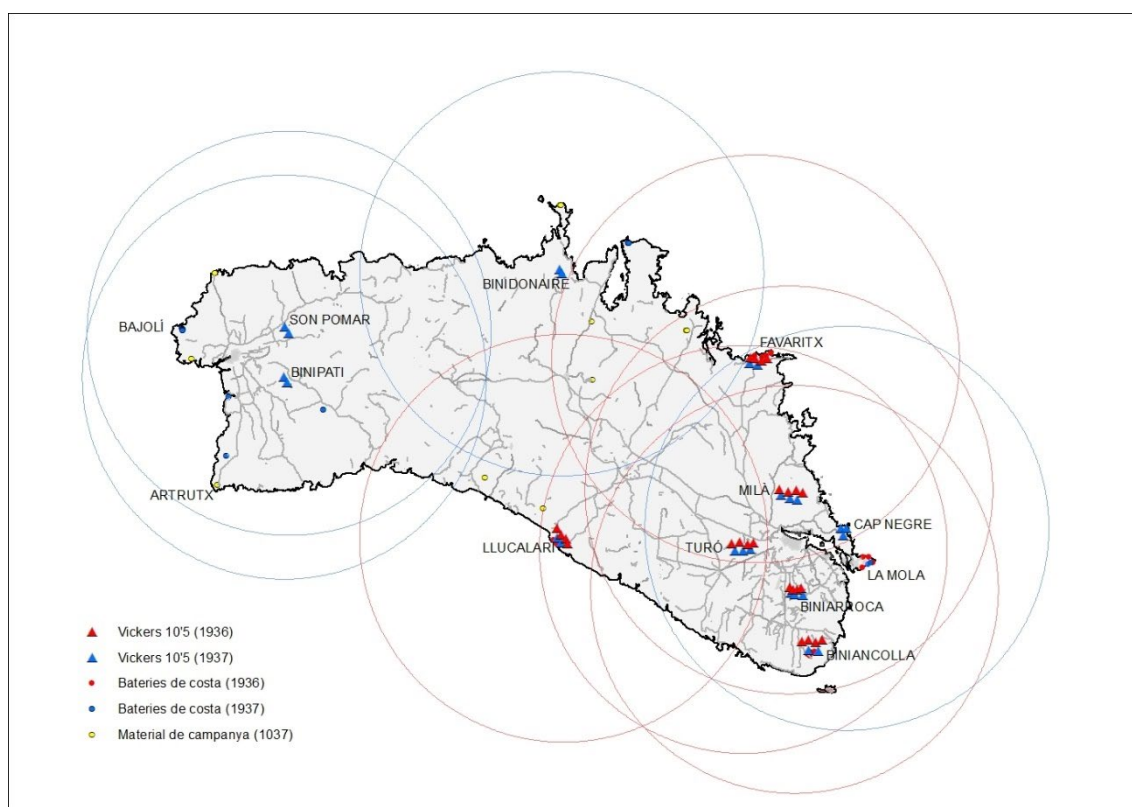 BINIDONAIRE
SON POMAR
BAJOLÍ
FAVARITX
BINIPATI
ARTRUTX
MILÀ
CAP NEGRE
LLUCALARI
TURÓ
LA MOLA
BINIARROCA
BINIANCOLLA
Vickers 10'5 (1936)
Vickers 10'5 (1937)
Bateries de costa (1936)
Bateries de costa (1937)
Material de campanya (1037)